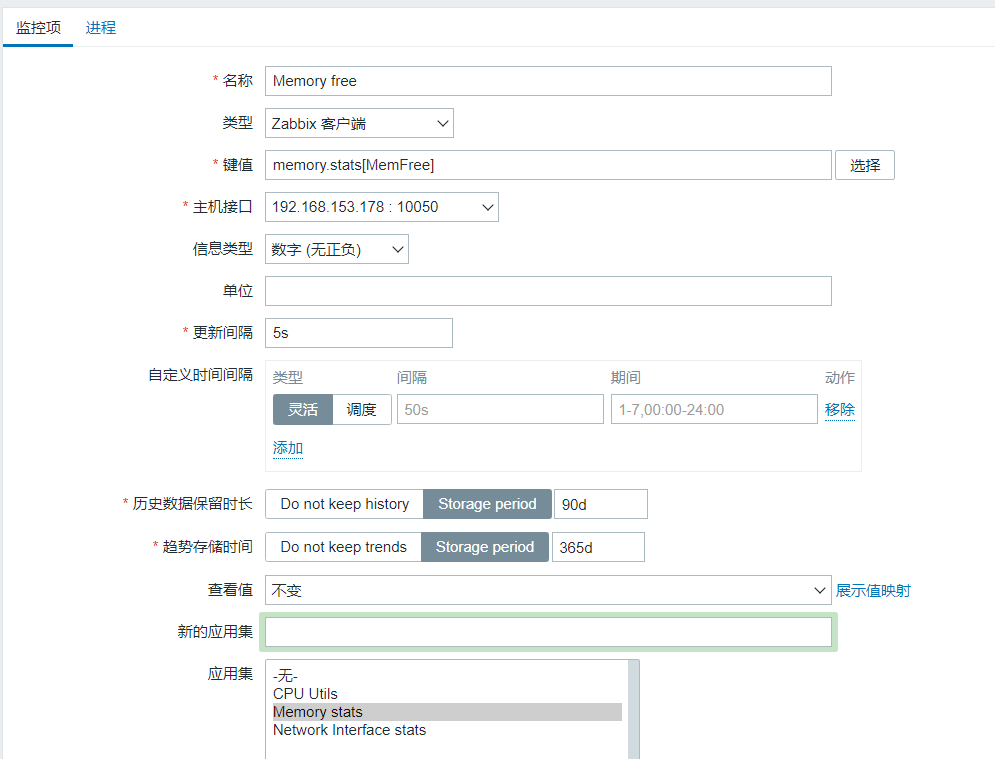 监控项 进程
* 名称 Memory free
类型 Zabbix 客户端
* 键值 memory.stats[MemFree] 选择
* 主机接口 192.168.153.178 : 10050
信息类型 数字 (无正负)
单位
* 更新间隔 5s
自定义时间间隔 类型 间隔 期间 动作
灵活 调度 50s 1-7,00:00-24:00 移除
添加
* 历史数据保留时长 Do not keep history Storage period 90d
* 趋势存储时间 Do not keep trends Storage period 365d
查看值 不变 展示值映射
新的应用集
应用集 -无-
CPU Utils
Memory stats
Network Interface stats